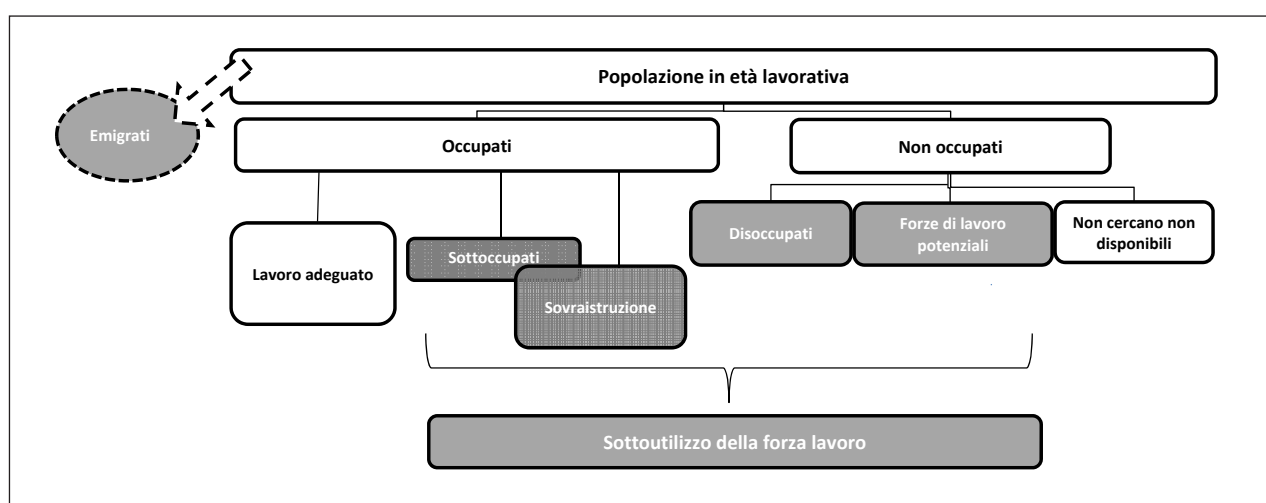 Popolazione in età lavorativa
Emigrati
Occupati
Non occupati
Lavoro adeguato
Sottoccupati
Sovraistruzione
Disoccupati
Forze di lavoro
potenziali
Non cercano non
disponibili
Sottoutilizzo della forza lavoro